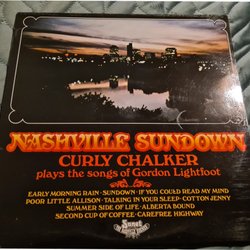 NASHVILLE SUNDOWN
CURLY CHALKER
plays the songs of Gordon Lightfoot
EARLY MORNING RAIN • SUNDOWN • IF YOU COULD READ MY MIND
POOR LITTLE ALLISON • TALKING IN YOUR SLEEP • COTTON JENNY
SUMMER SIDE OF LIFE • ALBERTA BOUND
SECOND CUP OF COFFEE • CAREFREE HIGHWAY